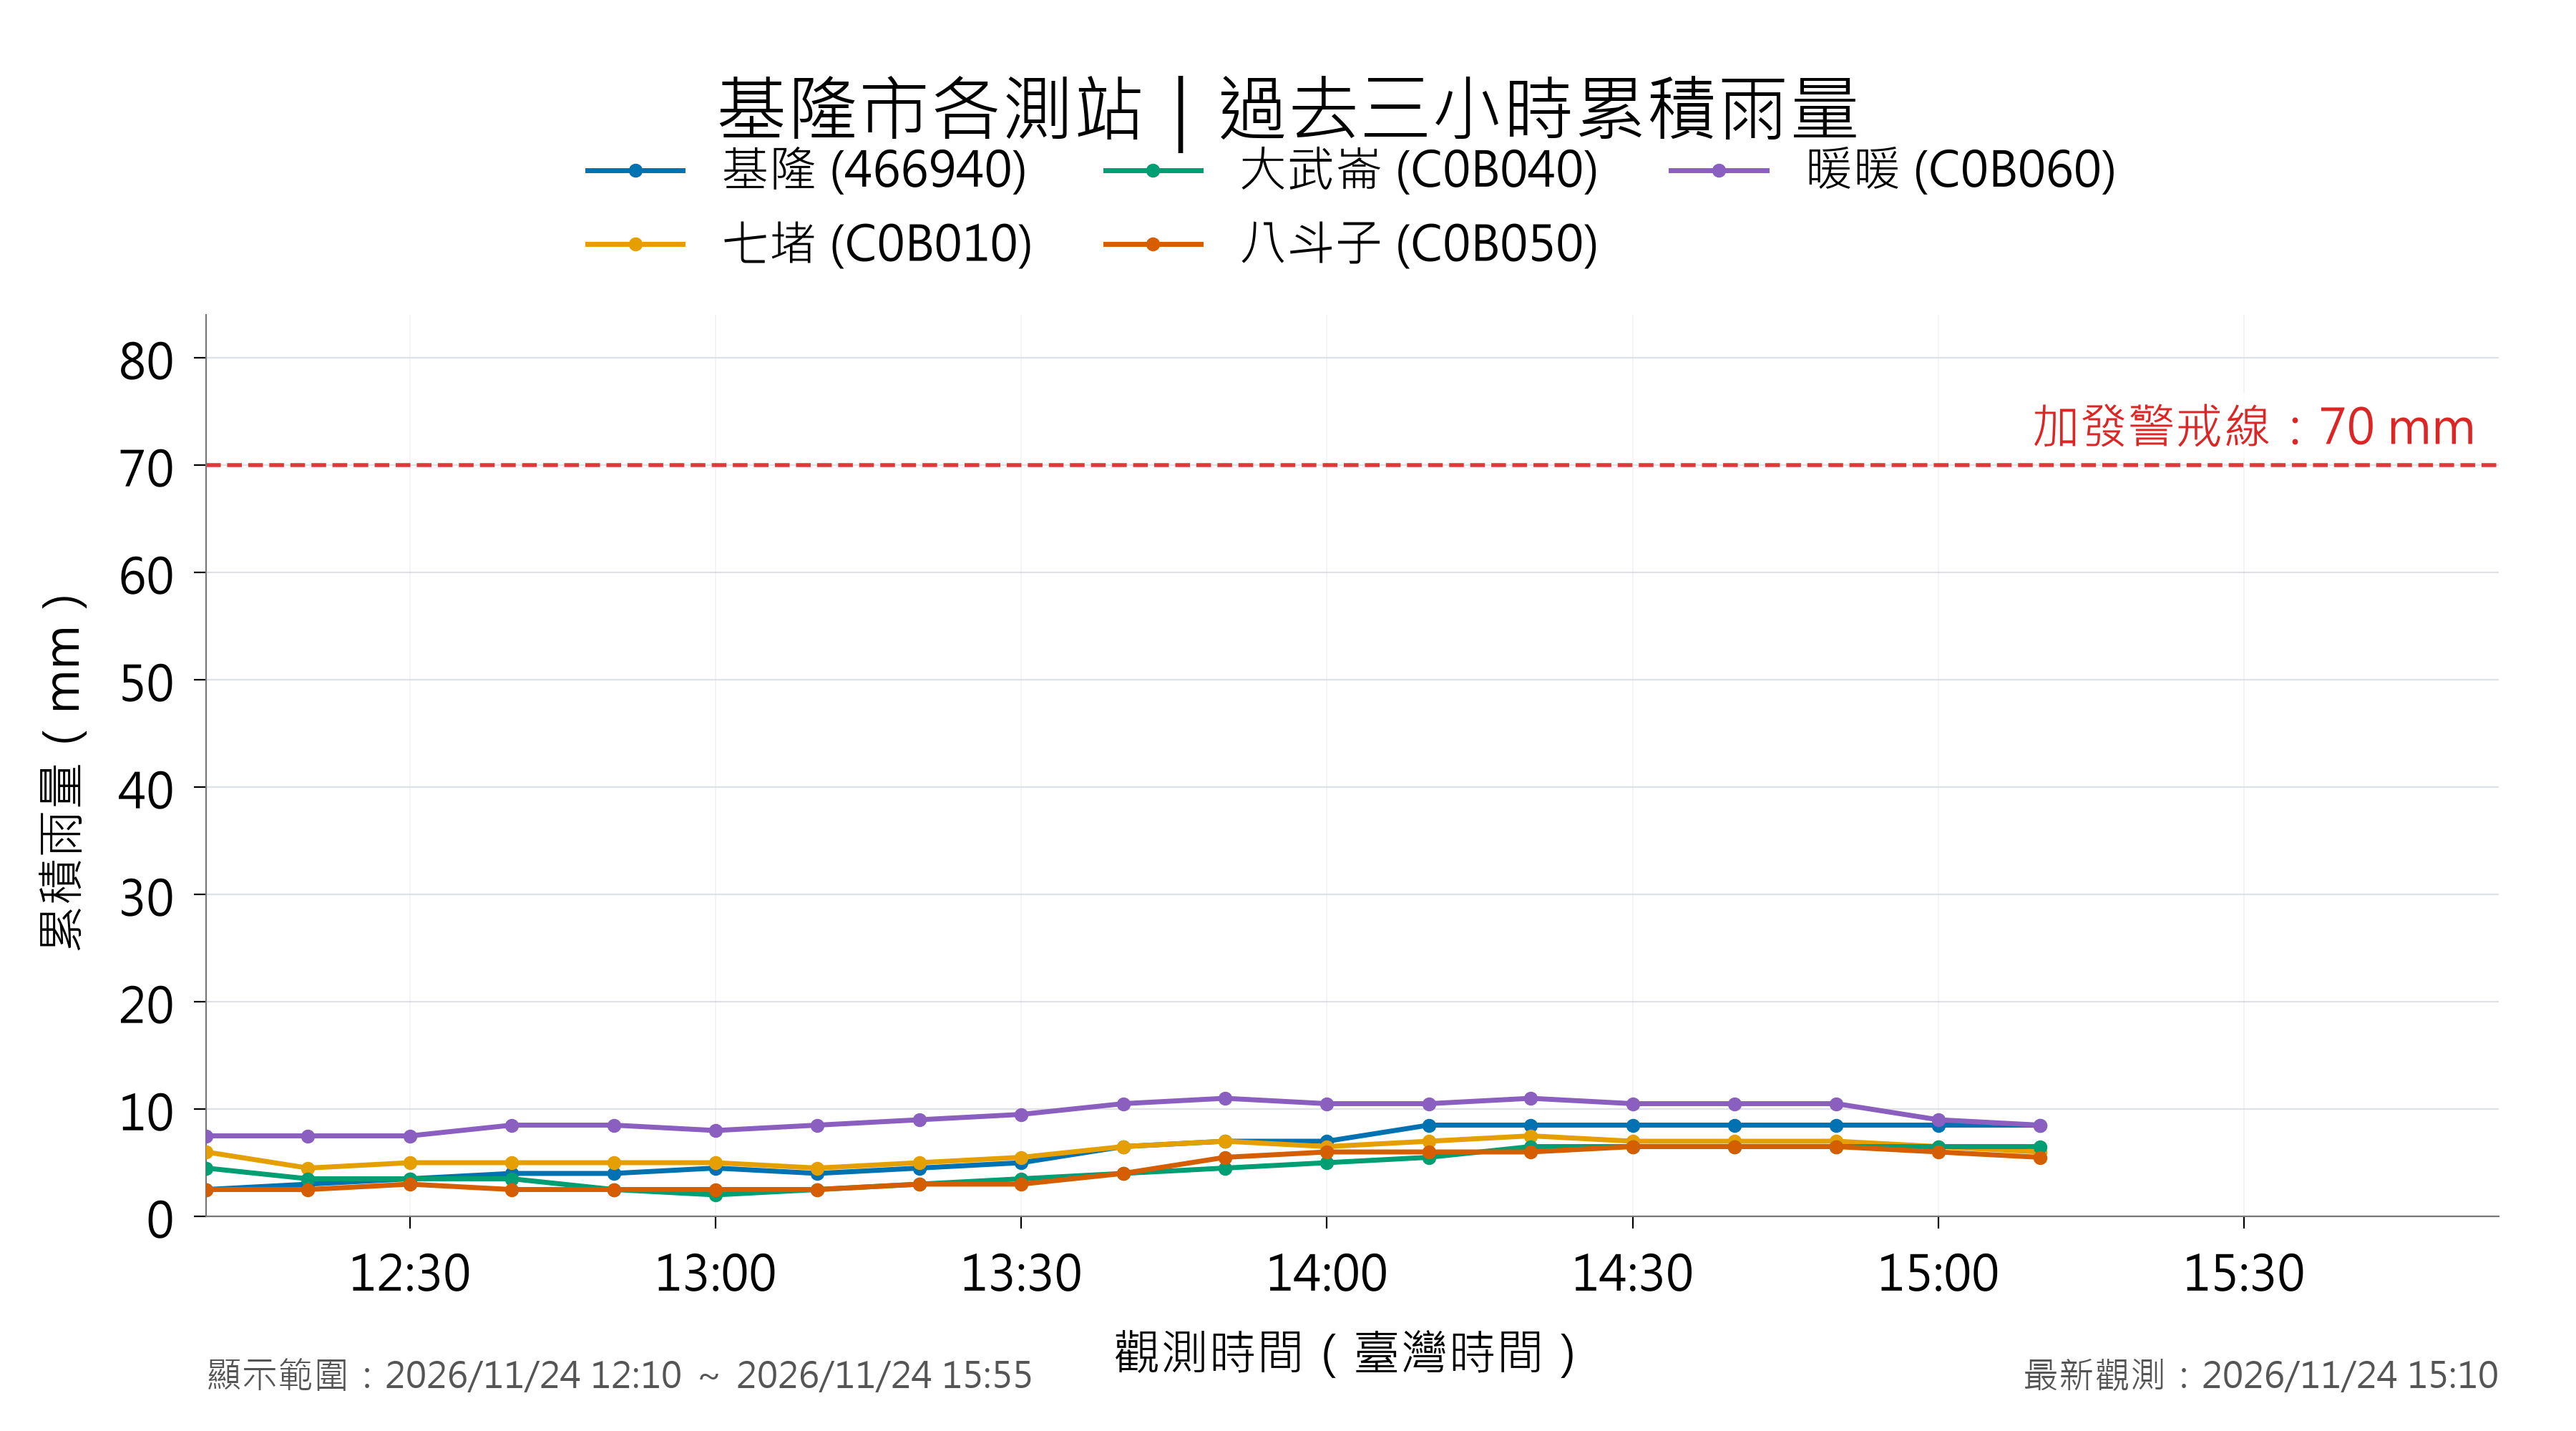 基隆市各測站｜過去三小時累積雨量
基隆 (466940)
大武崙 (C0B040)
暖暖 (C0B060)
七堵 (C0B010)
八斗子 (C0B050)
80
加發警戒線：70 mm
70
60
50
40
30
20
10
0
累積雨量（mm）
12:30 13:00 13:30 14:00 14:30 15:00 15:30
觀測時間（臺灣時間）
顯示範圍：2026/11/24 12:10 ~ 2026/11/24 15:55
最新觀測：2026/11/24 15:10